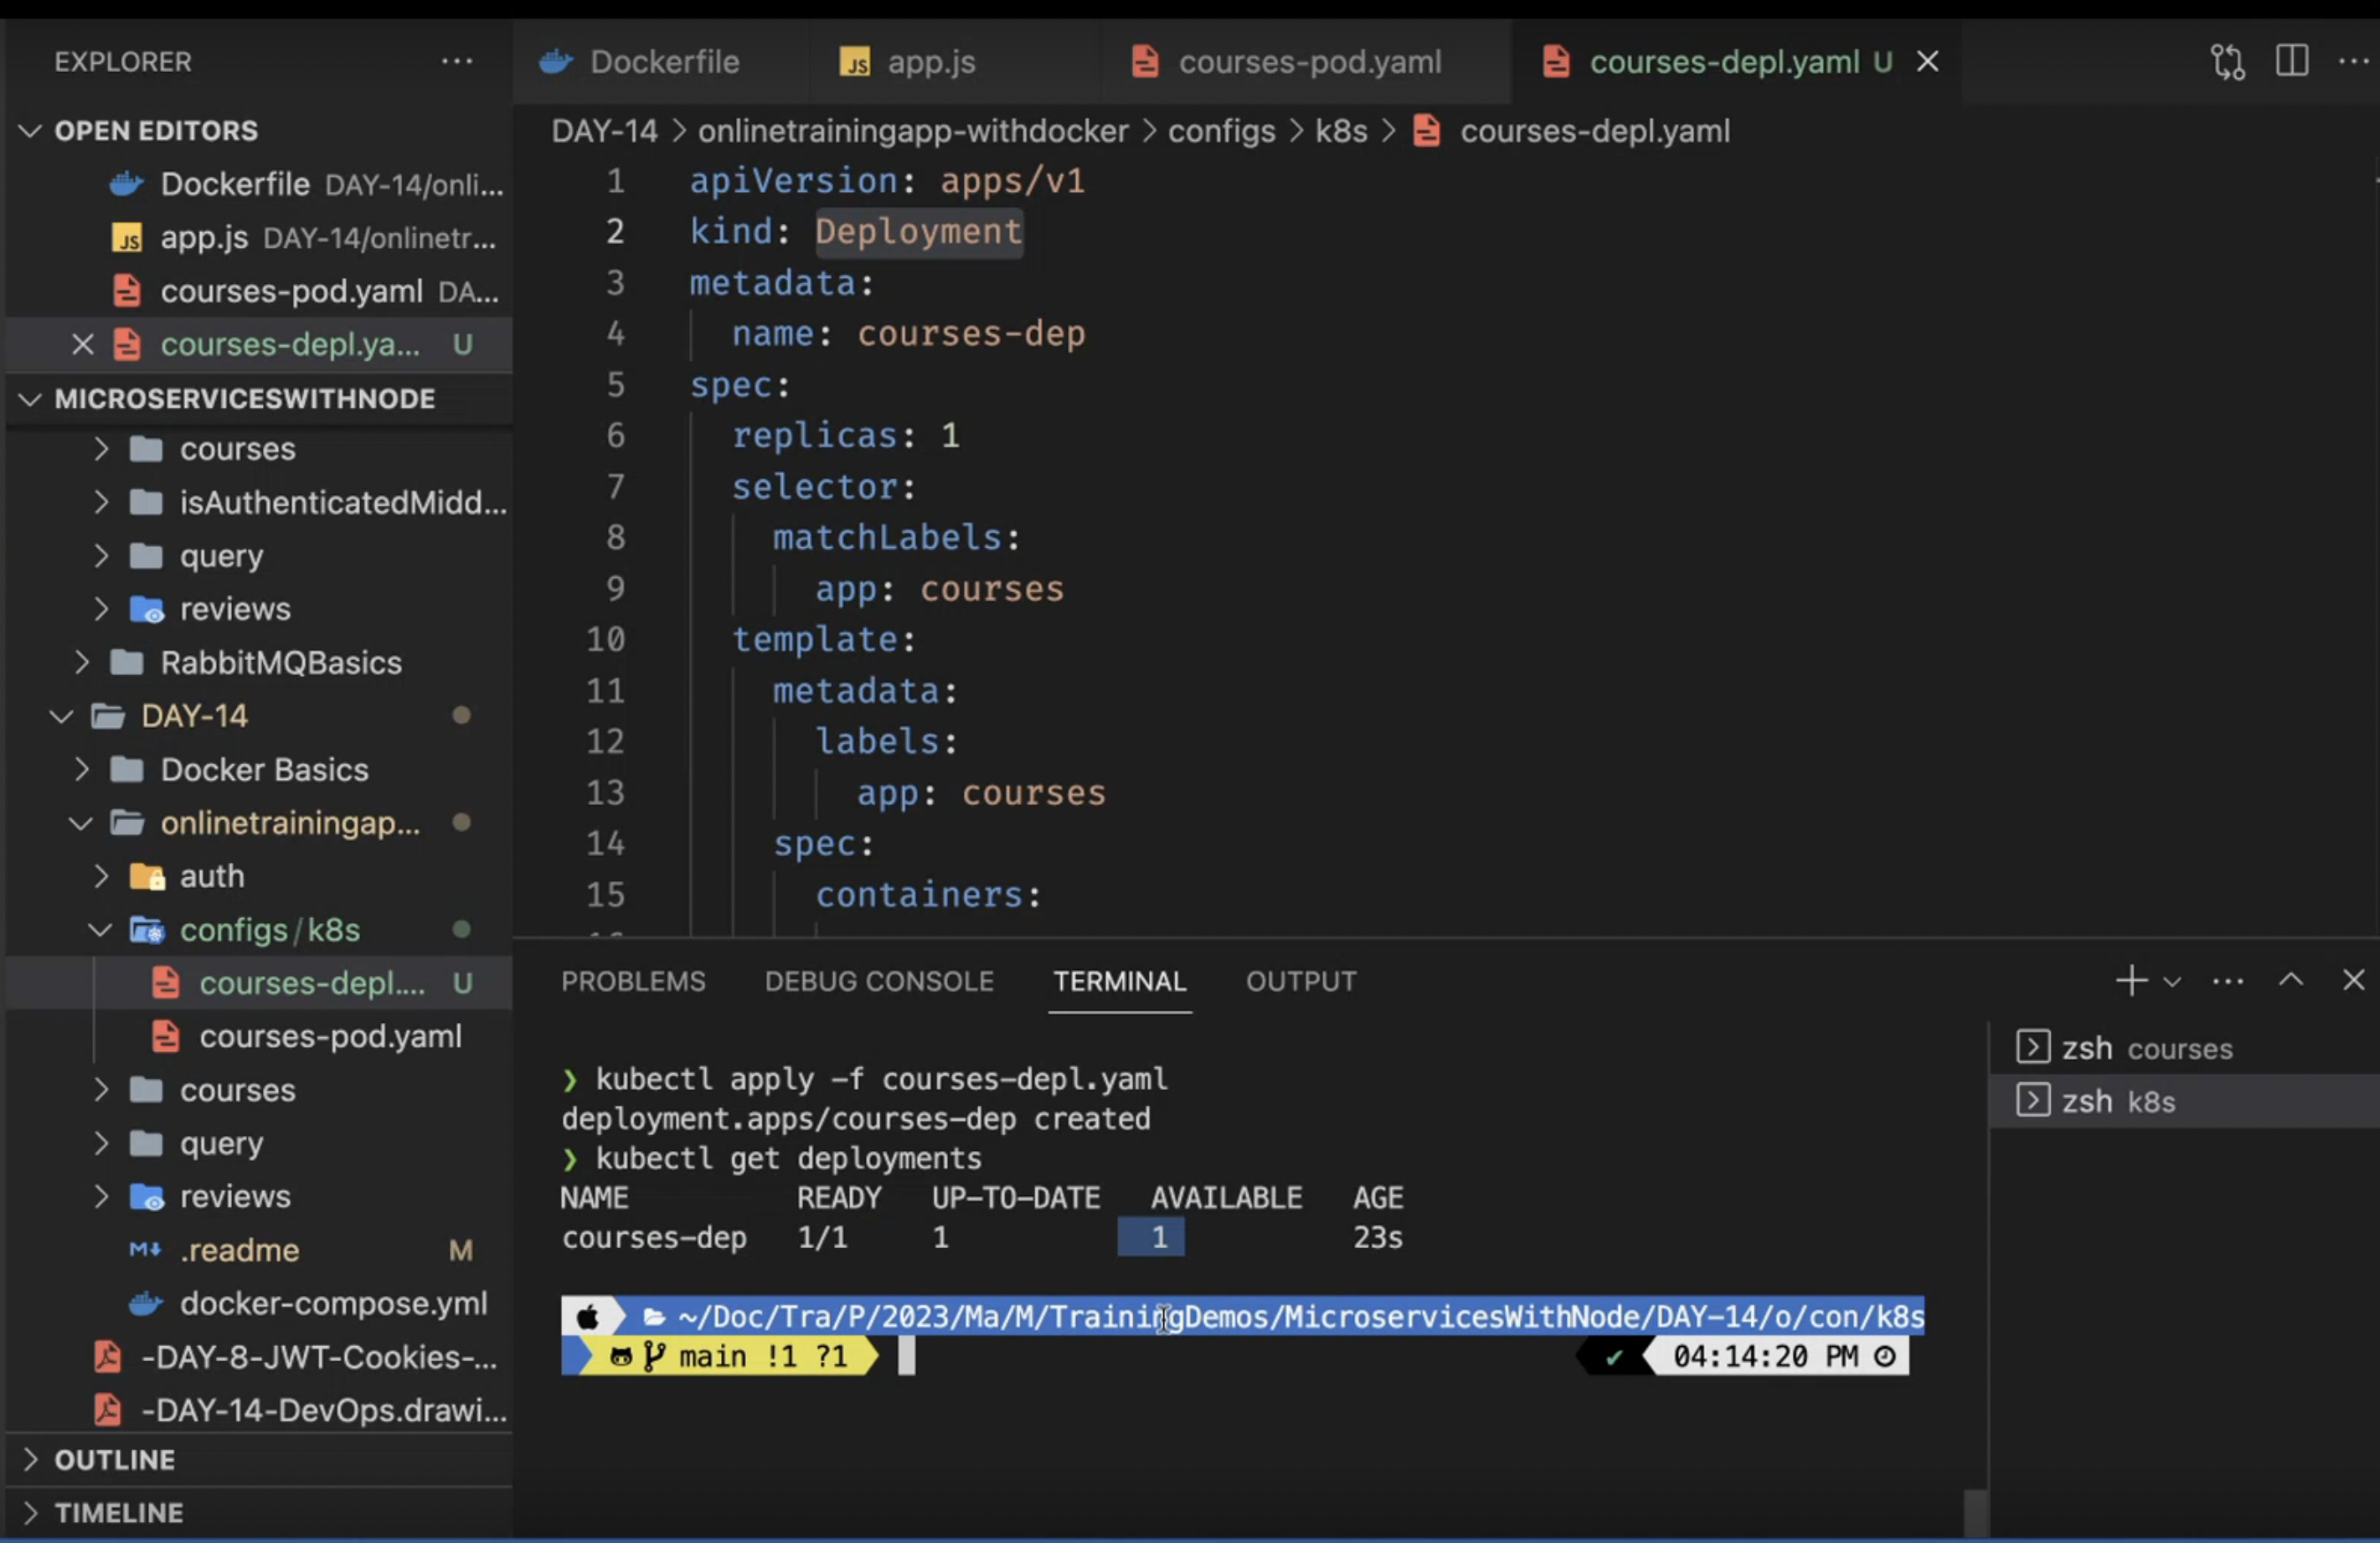 EXPLORER
OPEN EDITORS
Dockerfile DAY-14/onli...
app.js DAY-14/onlinetr...
courses-pod.yaml DA...
courses-depl.ya... U
MICROSERVICESWITHNODE
courses
isAuthenticatedMidd...
query
reviews
RabbitMQBasics
DAY-14
Docker Basics
onlinetrainingap...
auth
configs/k8s
courses-depl.... U
courses-pod.yaml
courses
query
reviews
.readme M
docker-compose.yml
-DAY-8-JWT-Cookies-...
-DAY-14-DevOps.drawi...
OUTLINE
TIMELINE
Dockerfile
JS app.js
courses-pod.yaml
courses-depl.yaml U
DAY-14 > onlinetrainingapp-withdocker > configs > k8s > courses-depl.yaml
1 apiVersion: apps/v1
2 kind: Deployment
3 metadata:
4 name: courses-dep
5 spec:
6 replicas: 1
7 selector:
8 matchLabels:
9 app: courses
10 template:
11 metadata:
12 labels:
13 app: courses
14 spec:
15 containers:
PROBLEMS DEBUG CONSOLE TERMINAL OUTPUT
❯ kubectl apply -f courses-depl.yaml
deployment.apps/courses-dep created
❯ kubectl get deployments
NAME READY UP-TO-DATE AVAILABLE AGE
courses-dep 1/1 1 1 23s
~/Doc/Tra/P/2023/Ma/M/TrainingDemos/MicroservicesWithNode/DAY-14/o/con/k8s
main !1 ?1 ✔ 04:14:20 PM
zsh courses
zsh k8s